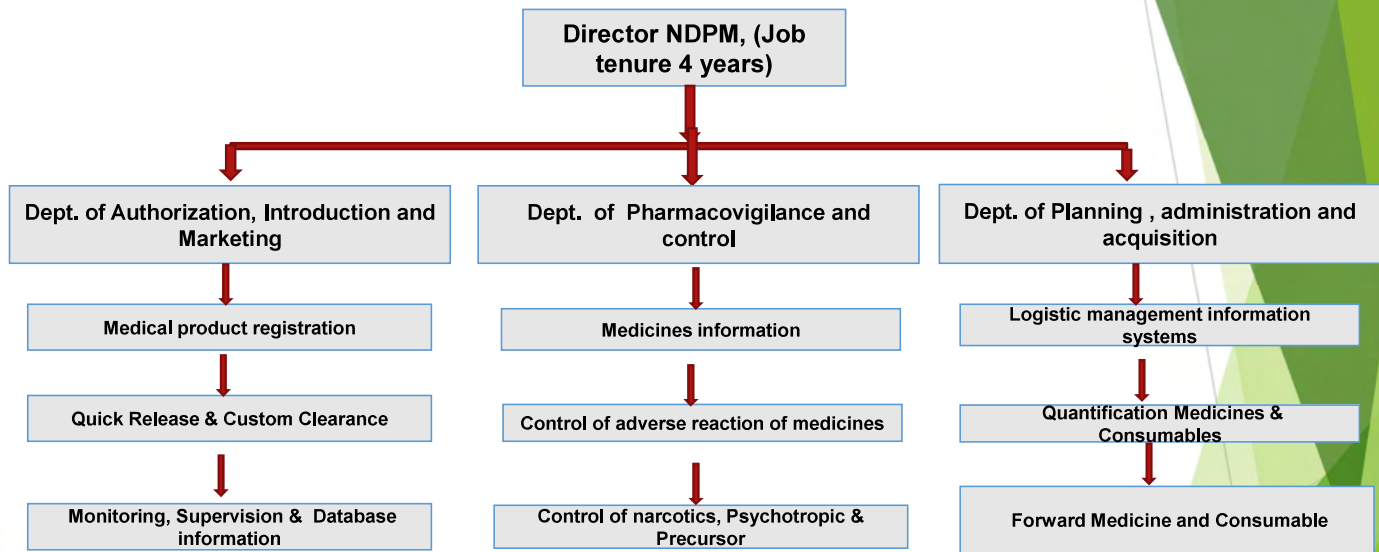 Director NDPM, (Job
tenure 4 years)
Dept. of Authorization, Introduction and
Marketing
Dept. of Pharmacovigilance and
control
Dept. of Planning , administration and
acquisition
Medical product registration
Medicines information
Logistic management information
systems
Quick Release & Custom Clearance
Control of adverse reaction of medicines
Quantification Medicines &
Consumables
Monitoring, Supervision & Database
information
Control of narcotics, Psychotropic &
Precursor
Forward Medicine and Consumable